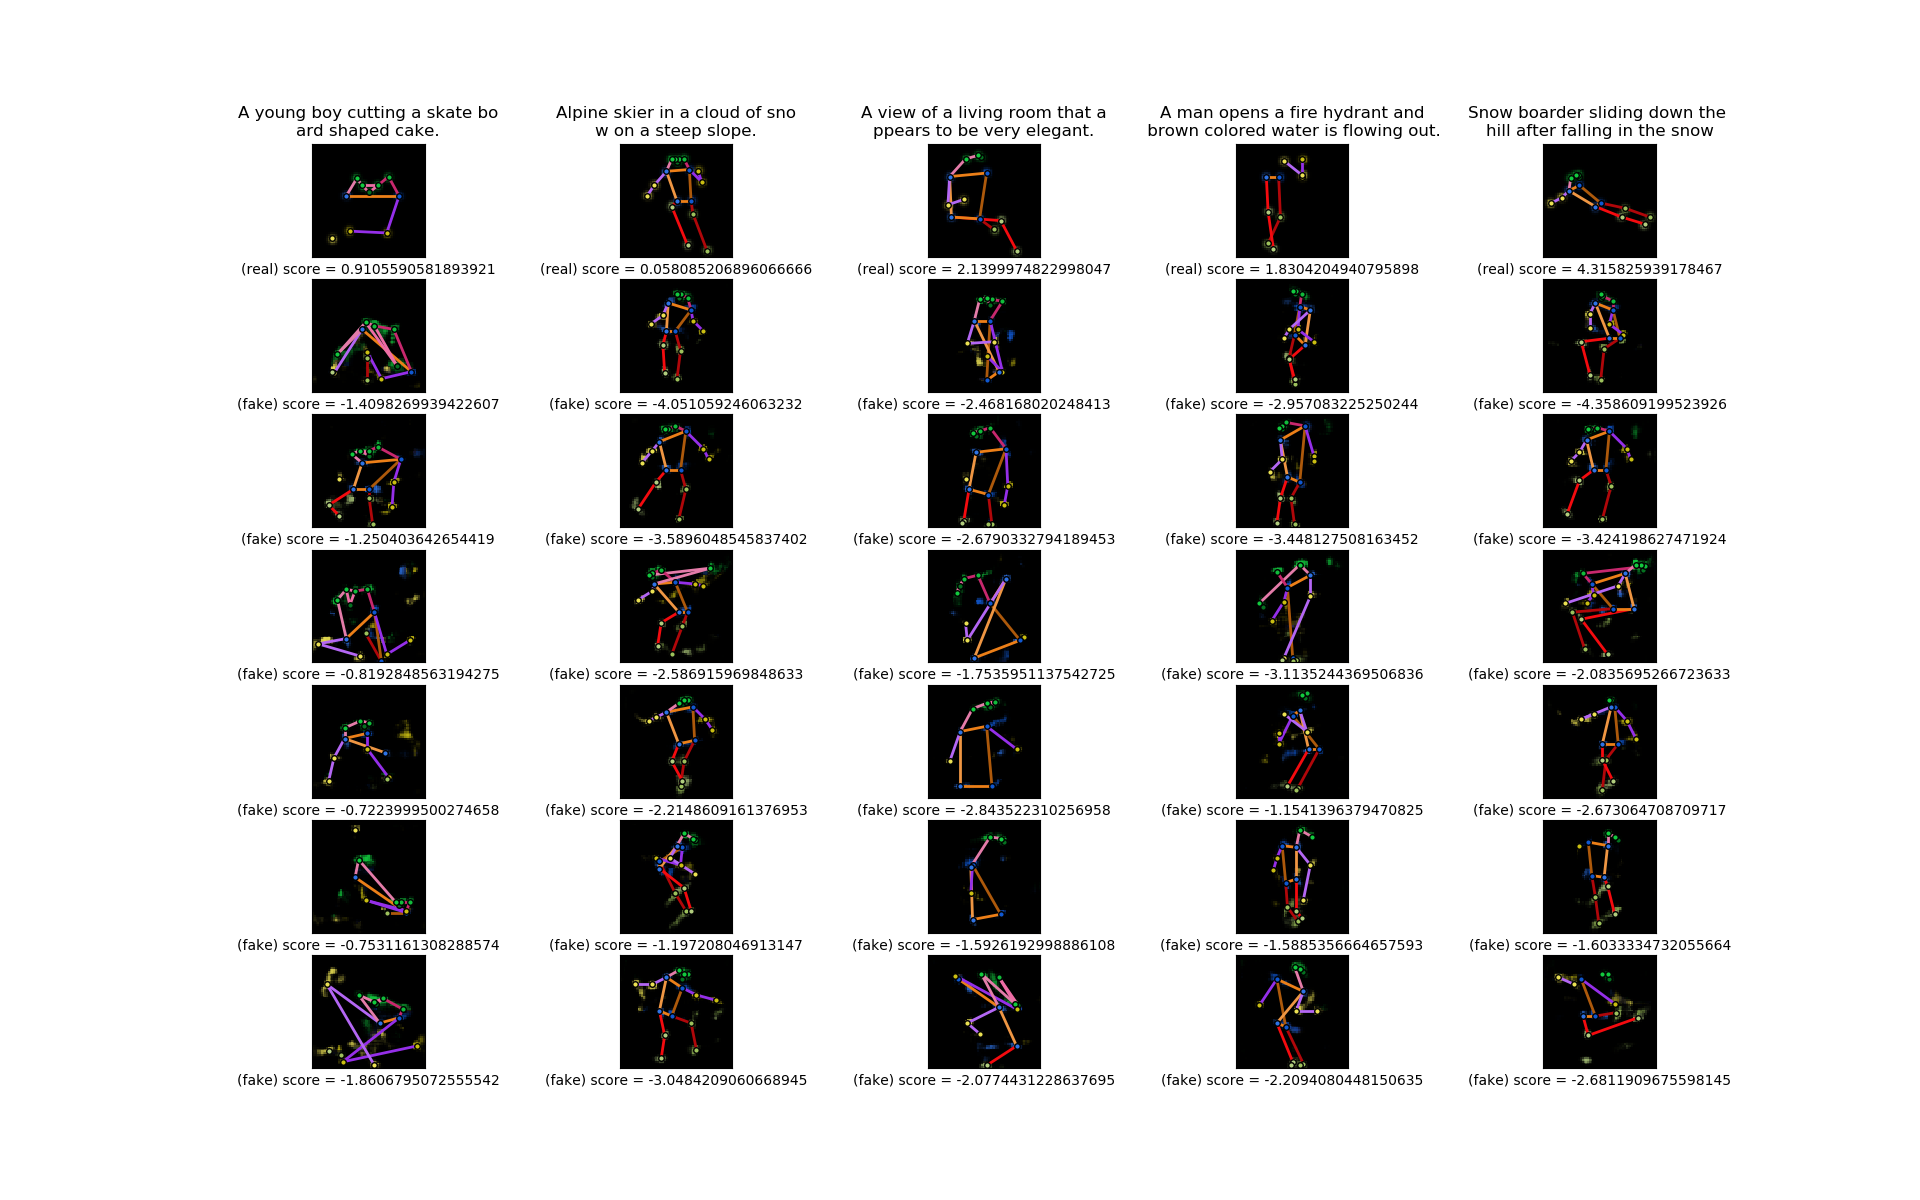 A young boy cutting a skate bo
ard shaped cake.
Alpine skier in a cloud of sno
w on a steep slope.
A view of a living room that a
ppears to be very elegant.
A man opens a fire hydrant and
brown colored water is flowing out.
Snow boarder sliding down the
hill after falling in the snow
(real) score = 0.9105590581893921
(real) score = 0.058085206896066666
(real) score = 2.1399974822998047
(real) score = 1.8304204940795898
(real) score = 4.315825939178467
(fake) score = -1.4098269939422607
(fake) score = -4.051059246063232
(fake) score = -2.468168020248413
(fake) score = -2.957083225250244
(fake) score = -4.358609199523926
(fake) score = -1.250403642654419
(fake) score = -3.5896048545837402
(fake) score = -2.6790332794189453
(fake) score = -3.448127508163452
(fake) score = -3.424198627471924
(fake) score = -0.8192848563194275
(fake) score = -2.586915969848633
(fake) score = -1.7535951137542725
(fake) score = -3.1135244369506836
(fake) score = -2.0835695266723633
(fake) score = -0.7223999500274658
(fake) score = -2.2148609161376953
(fake) score = -2.843522310256958
(fake) score = -1.1541396379470825
(fake) score = -2.673064708709717
(fake) score = -0.7531161308288574
(fake) score = -1.197208046913147
(fake) score = -1.5926192998886108
(fake) score = -1.5885356664657593
(fake) score = -1.6033334732055664
(fake) score = -1.8606795072555542
(fake) score = -3.0484209060668945
(fake) score = -2.0774431228637695
(fake) score = -2.2094080448150635
(fake) score = -2.6811909675598145